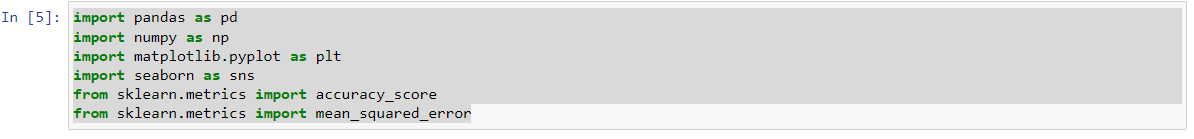 In [5]: import pandas as pd
import numpy as np
import matplotlib.pyplot as plt
import seaborn as sns
from sklearn.metrics import accuracy_score
from sklearn.metrics import mean_squared_error